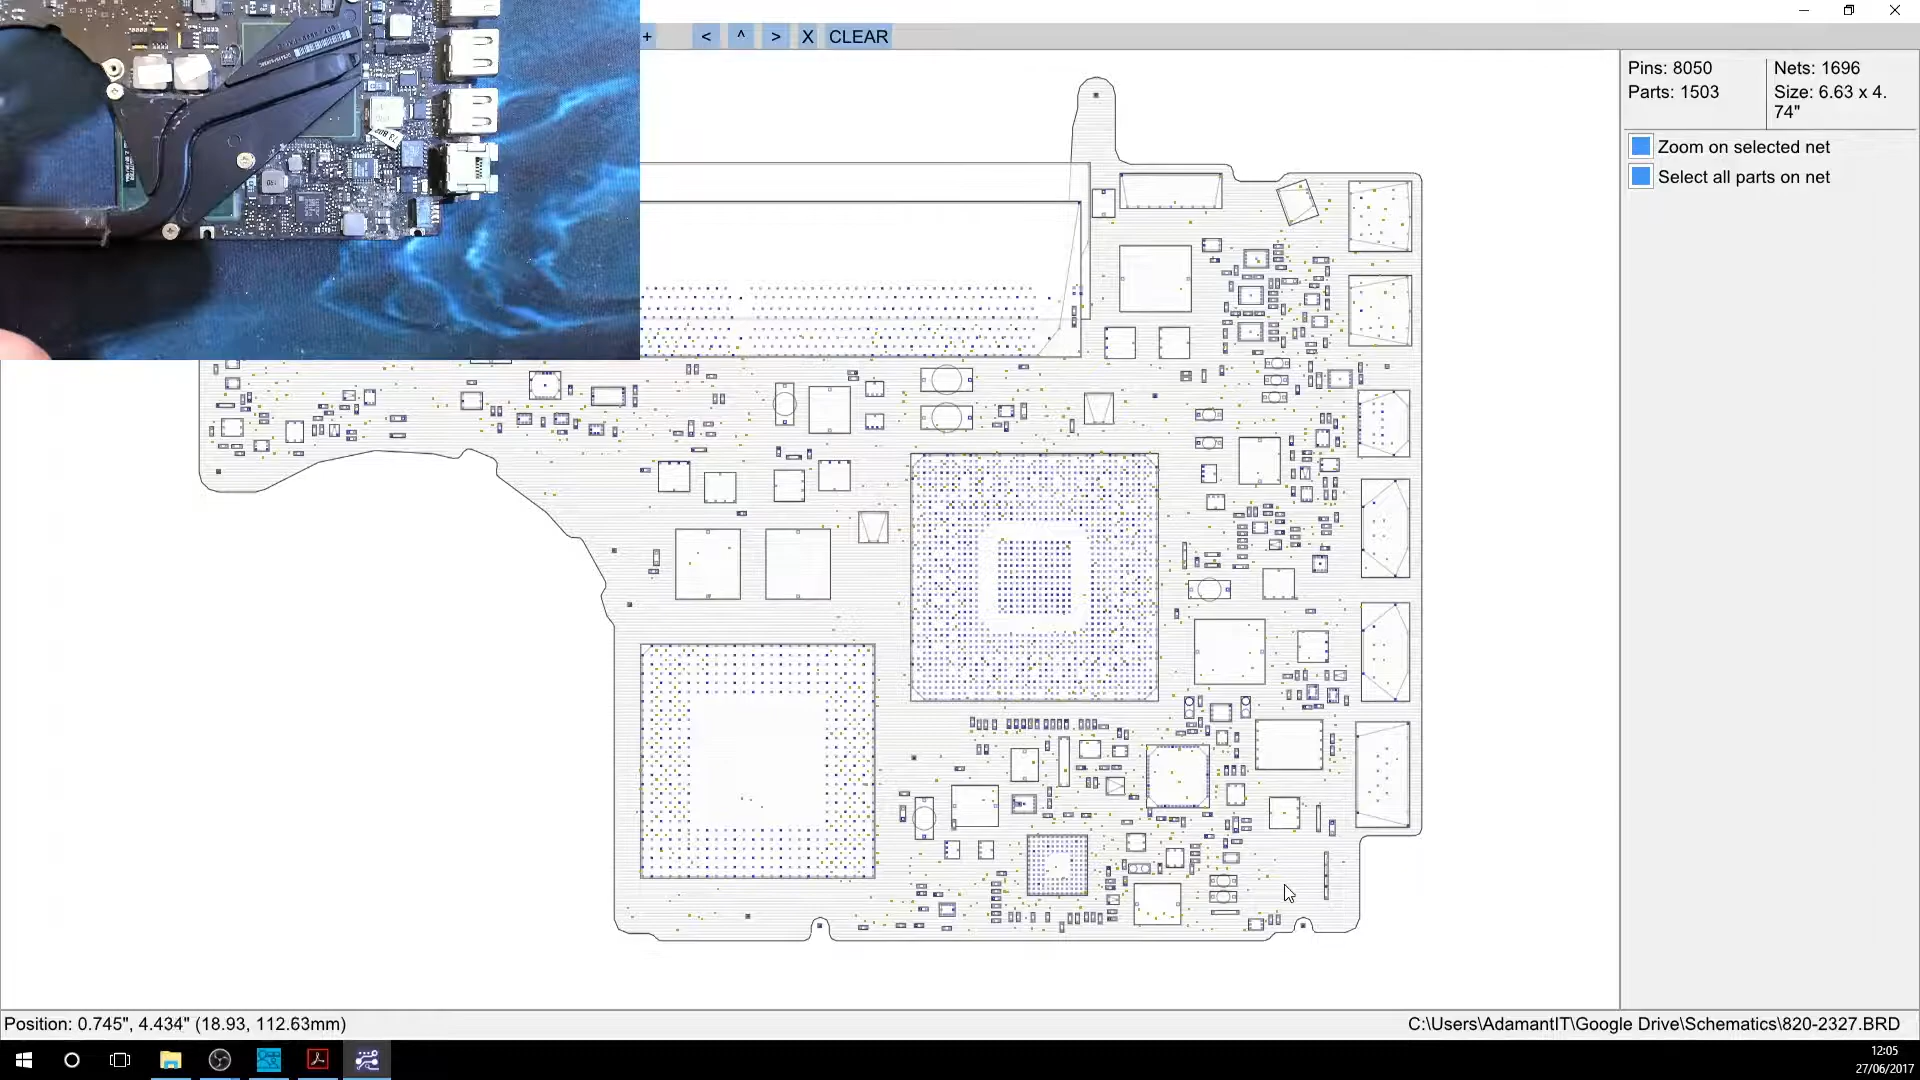 + < ^ > X CLEAR
Pins: 8050
Parts: 1503
Nets: 1696
Size: 6.63 x 4.
74"
Zoom on selected net
Select all parts on net
Position: 0.745", 4.434" (18.93, 112.63mm)
C:\Users\AdamantIT\Google Drive\Schematics\820-2327.BRD
12:05
27/06/2017